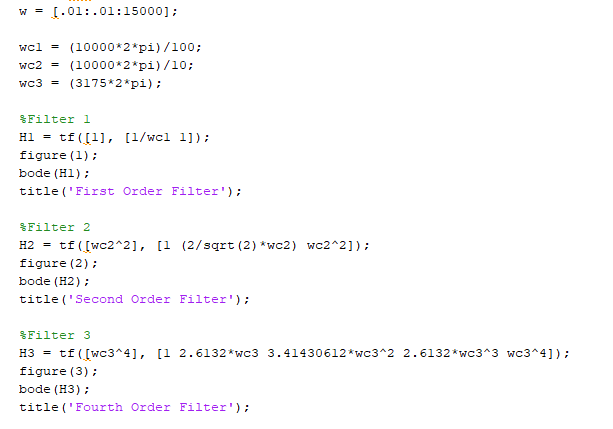 w = [.01:.01:15000];
wc1 = (10000*2*pi)/100;
wc2 = (10000*2*pi)/10;
wc3 = (3175*2*pi);
%Filter 1
H1 = tf([1], [1/wc1 1]);
figure(1);
bode(H1);
title('First Order Filter');
%Filter 2
H2 = tf([wc2^2], [1 (2/sqrt(2)*wc2) wc2^2]);
figure(2);
bode(H2);
title('Second Order Filter');
%Filter 3
H3 = tf([wc3^4], [1 2.6132*wc3 3.41430612*wc3^2 2.6132*wc3^3 wc3^4]);
figure(3);
bode(H3);
title('Fourth Order Filter');